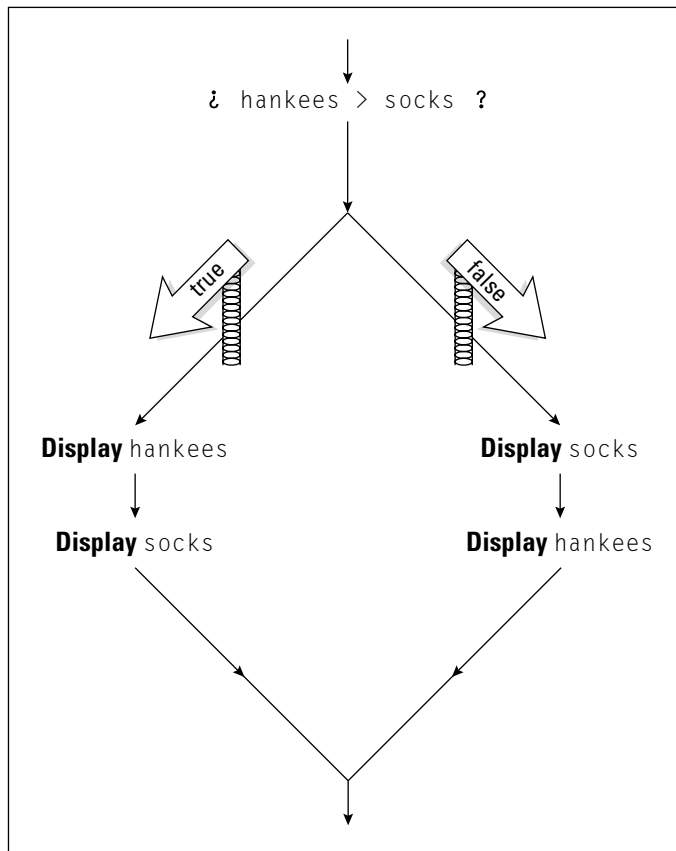 ¿ hankees > socks ?
true
false
Display hankees
Display socks
Display socks
Display hankees